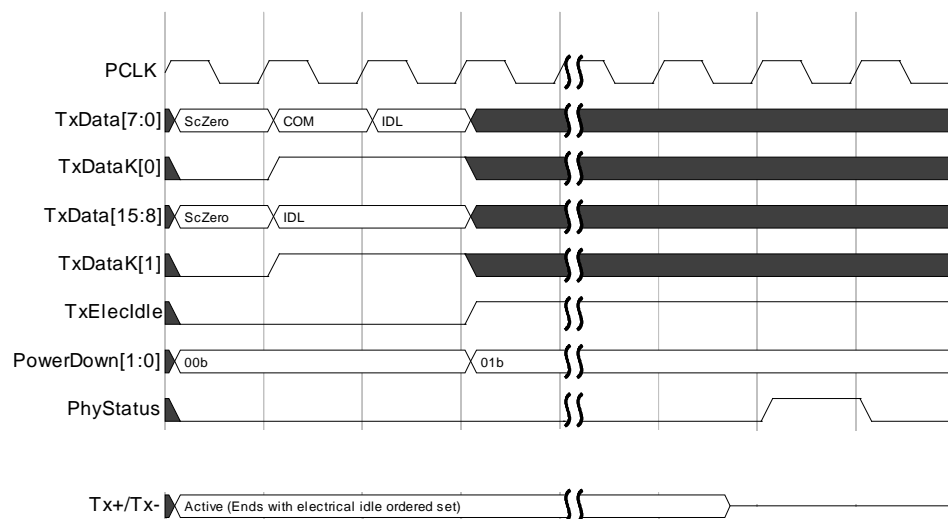 PCLK
TxData[7:0] ScZero COM IDL
TxDataK[0]
TxData[15:8] ScZero IDL
TxDataK[1]
TxElecIdle
PowerDown[1:0] 00b 01b
PhyStatus
Tx+/Tx- Active (Ends with electrical idle ordered set)